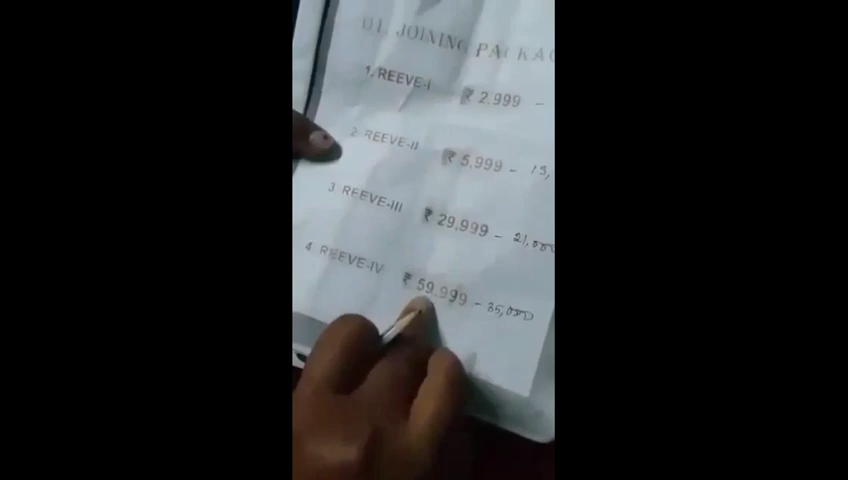 01. JOINING PACKA
1. REEVE-I ₹ 2.999 -
2 REEVE-II ₹ 5.999 -
3 REEVE-III ₹ 29.999 - 21,000
4. REEVE-IV ₹ 59.999 - 35,000